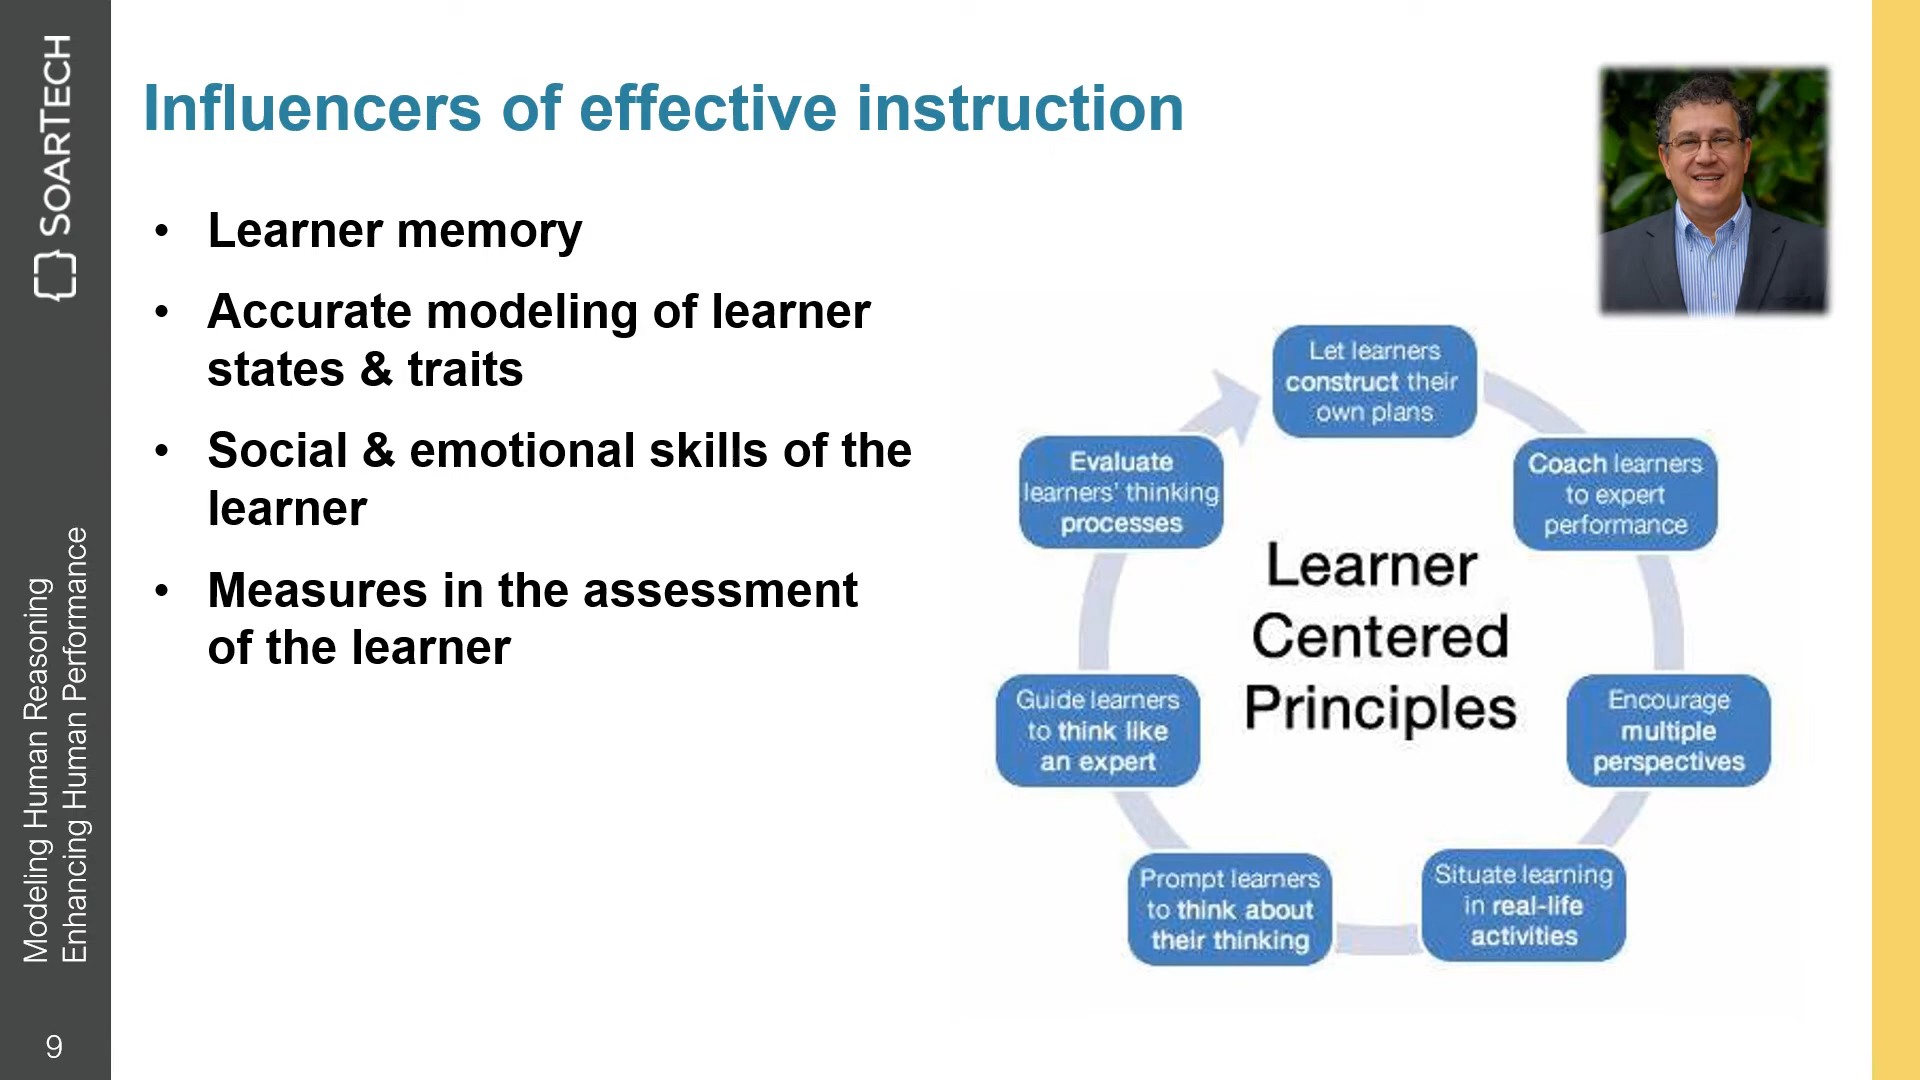 SOARTECH
Modeling Human Reasoning
Enhancing Human Performance
9
Influencers of effective instruction
• Learner memory
• Accurate modeling of learner
states & traits
• Social & emotional skills of the
learner
• Measures in the assessment
of the learner
Learner
Centered
Principles
Let learners
construct their
own plans
Coach learners
to expert
performance
Encourage
multiple
perspectives
Situate learning
in real-life
activities
Prompt learners
to think about
their thinking
Guide learners
to think like
an expert
Evaluate
learners' thinking
processes